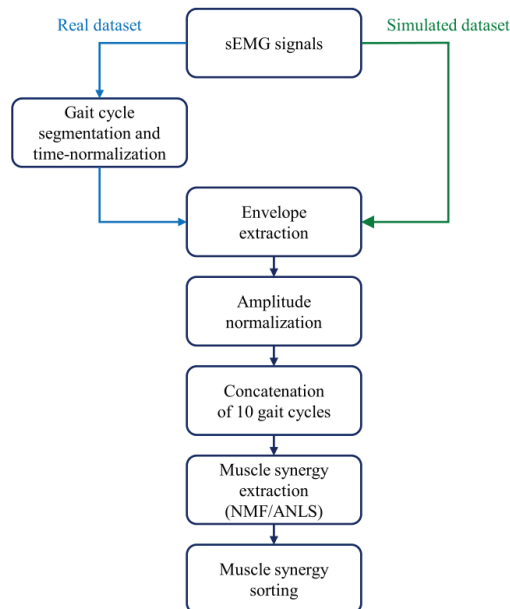 Real dataset
sEMG signals
Simulated dataset
Gait cycle
segmentation and
time-normalization
Envelope
extraction
Amplitude
normalization
Concatenation
of 10 gait cycles
Muscle synergy
extraction
(NMF/ANLS)
Muscle synergy
sorting